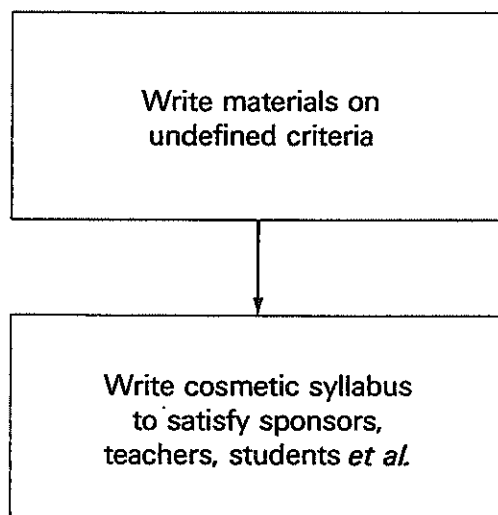 Write materials on
undefined criteria
Write cosmetic syllabus
to satisfy sponsors,
teachers, students et al.